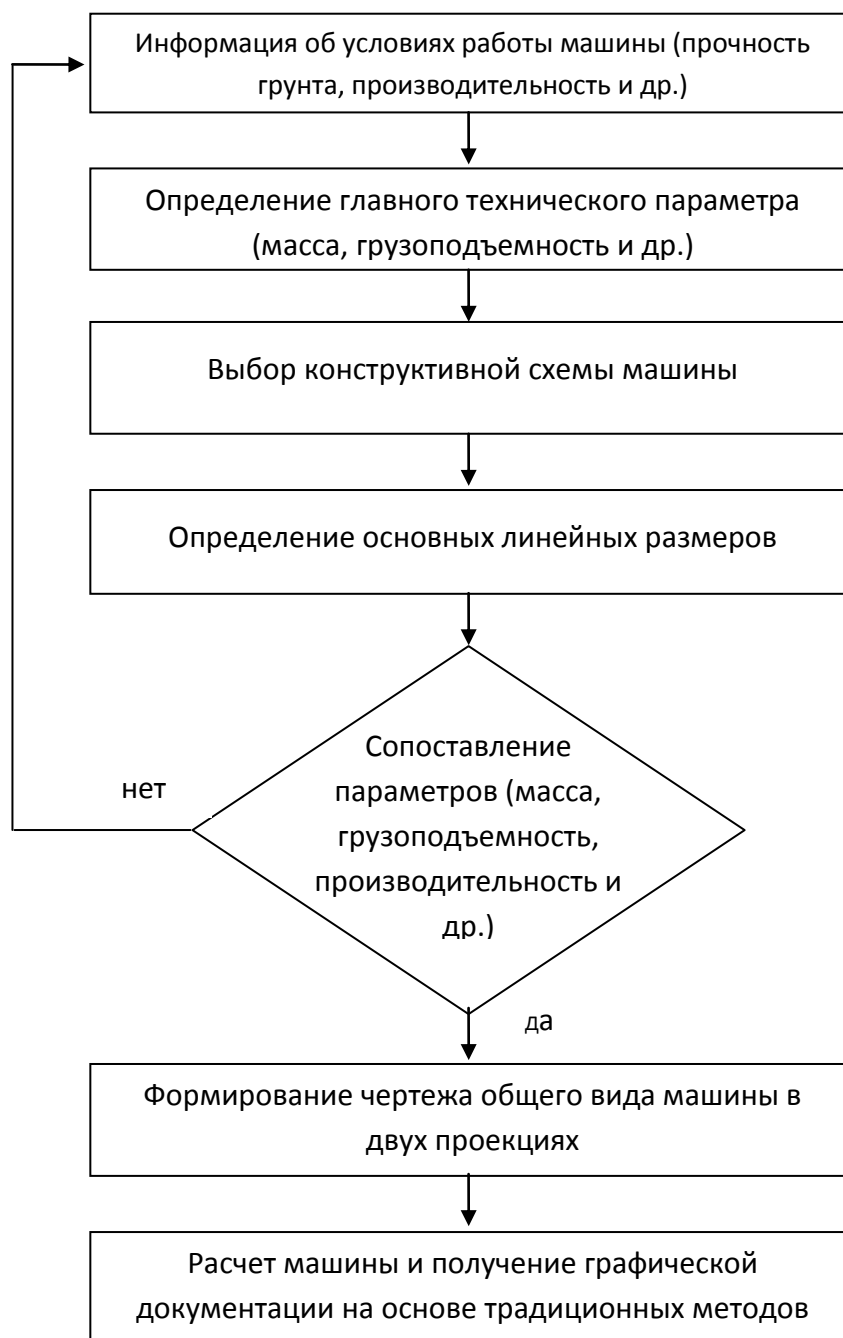 Информация об условиях работы машины (прочность
грунта, производительность и др.)
Определение главного технического параметра
(масса, грузоподъемность и др.)
Выбор конструктивной схемы машины
Определение основных линейных размеров
Сопоставление
параметров (масса,
грузоподъемность,
производительность и
др.)
нет
да
Формирование чертежа общего вида машины в
двух проекциях
Расчет машины и получение графической
документации на основе традиционных методов